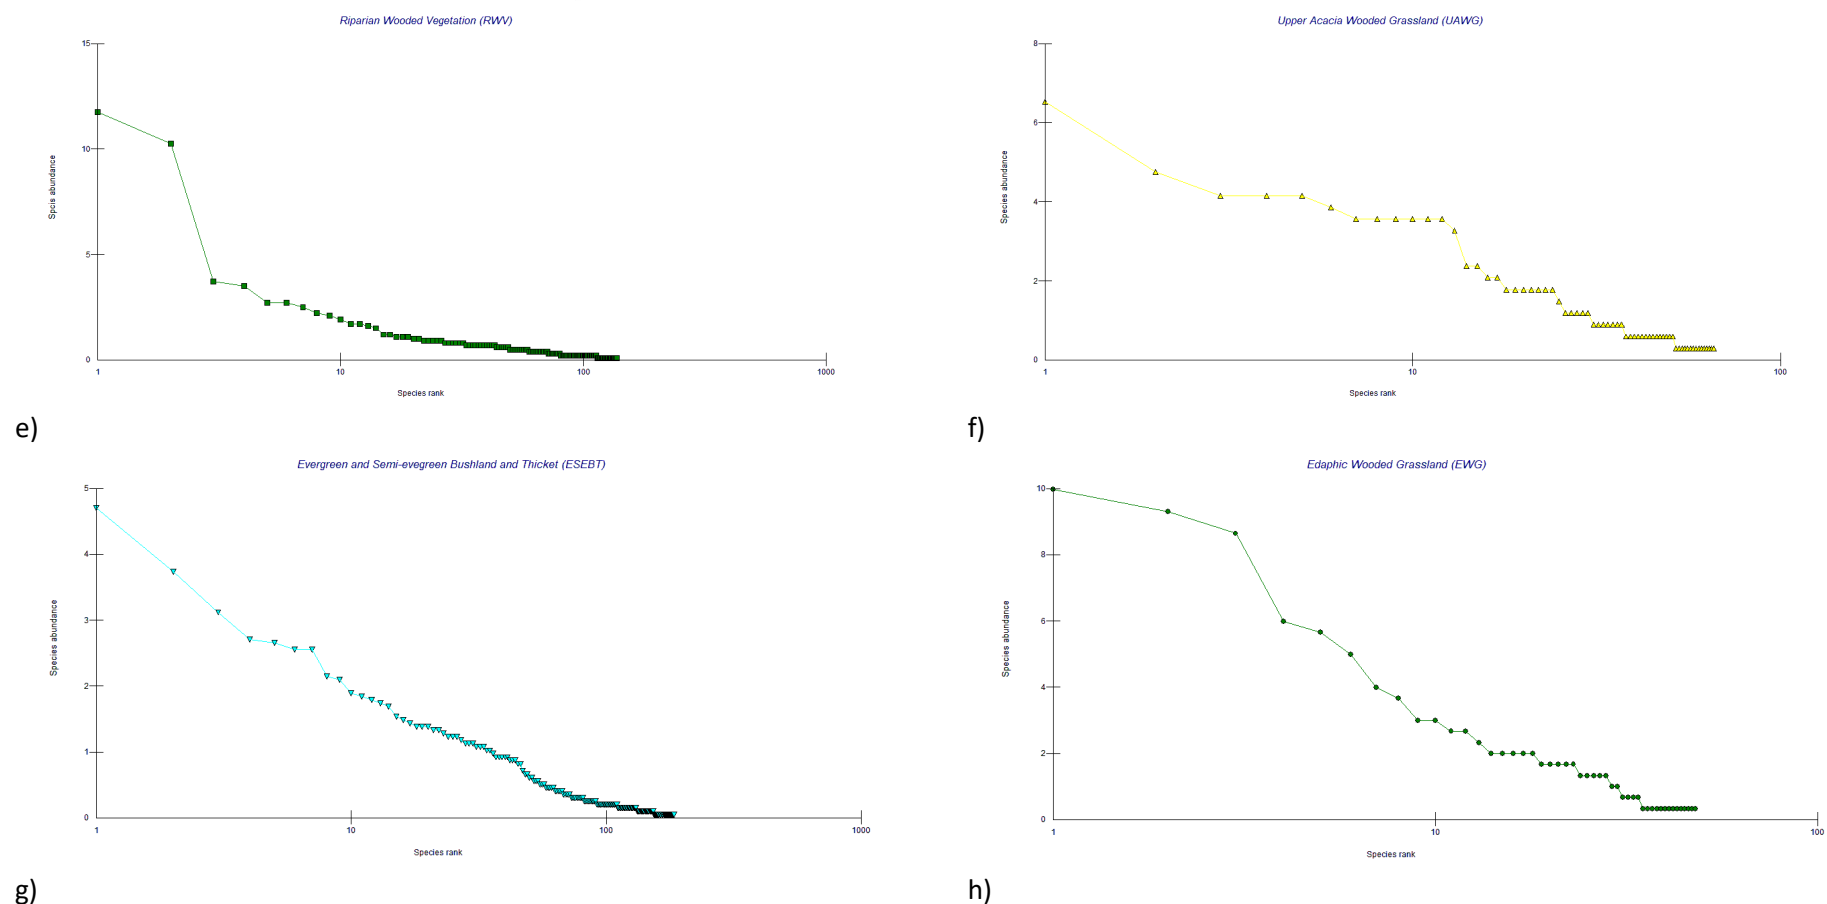 Riparian Wooded Vegetation (RWV)
15
10
5
0
Spcis abundance
1
10
100
1000
Species rank
e)
Upper Acacia Wooded Grassland (UAWG)
8
6
4
2
0
Species abundance
1
10
100
Species rank
f)
Evergreen and Semi-evegreen Bushland and Thicket (ESEBT)
5
4
3
2
1
0
Species abundance
1
10
100
1000
Species rank
g)
Edaphic Wooded Grassland (EWG)
10
8
6
4
2
0
Species abundance
1
10
100
Species rank
h)